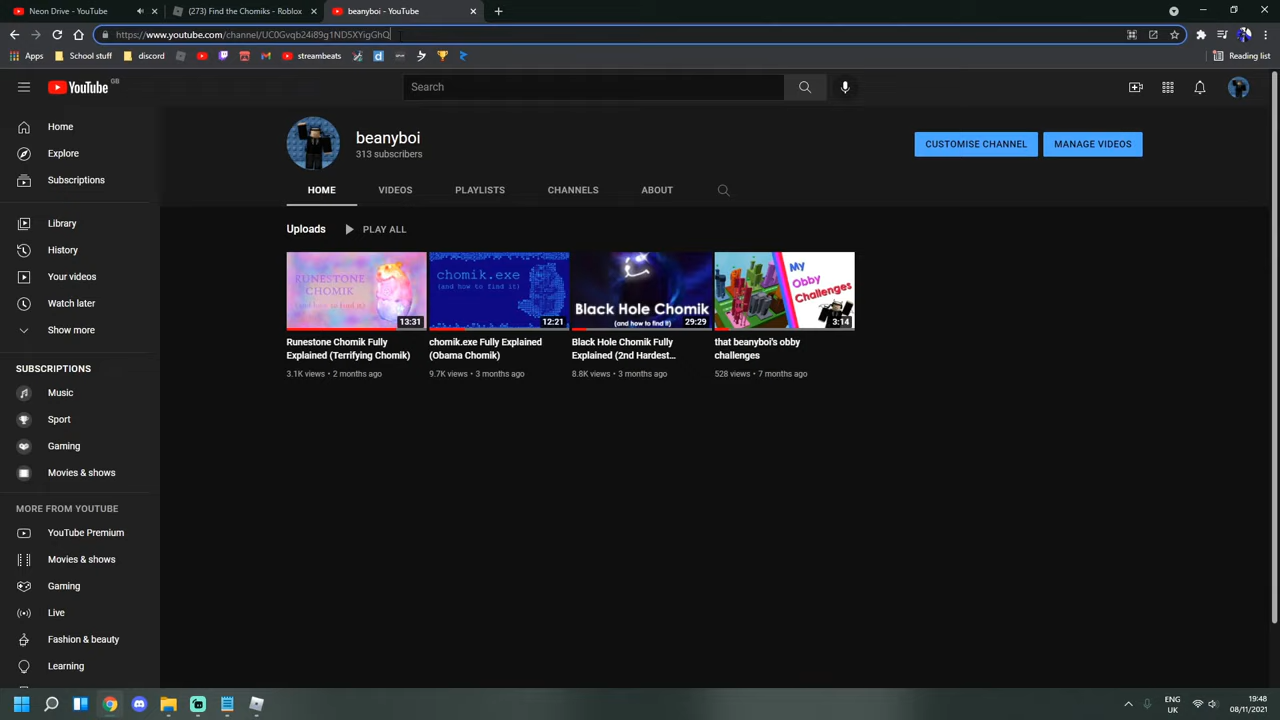 Neon Drive - YouTube
(273) Find the Chomiks - Roblox
beanyboi - YouTube
https://www.youtube.com/channel/UC0Gvqb24i89g1ND5XYigGhQ
Apps
School stuff
discord
streambeats
Reading list
YouTube GB
Search
Home
Explore
Subscriptions
Library
History
Your videos
Watch later
Show more
SUBSCRIPTIONS
Music
Sport
Gaming
Movies & shows
MORE FROM YOUTUBE
YouTube Premium
Movies & shows
Gaming
Live
Fashion & beauty
Learning
beanyboi
313 subscribers
CUSTOMISE CHANNEL
MANAGE VIDEOS
HOME
VIDEOS
PLAYLISTS
CHANNELS
ABOUT
Uploads
PLAY ALL
RUNESTONE
CHOMIK
(and how to find it)
13:31
Runestone Chomik Fully
Explained (Terrifying Chomik)
3.1K views • 2 months ago
chomik.exe
(and how to find it)
12:21
chomik.exe Fully Explained
(Obama Chomik)
9.7K views • 3 months ago
Black Hole Chomik
(and how to find it)
29:29
Black Hole Chomik Fully
Explained (2nd Hardest...
8.8K views • 3 months ago
My
Obby
Challenges
3:14
that beanyboi's obby
challenges
528 views • 7 months ago
ENG
UK
19:48
08/11/2021